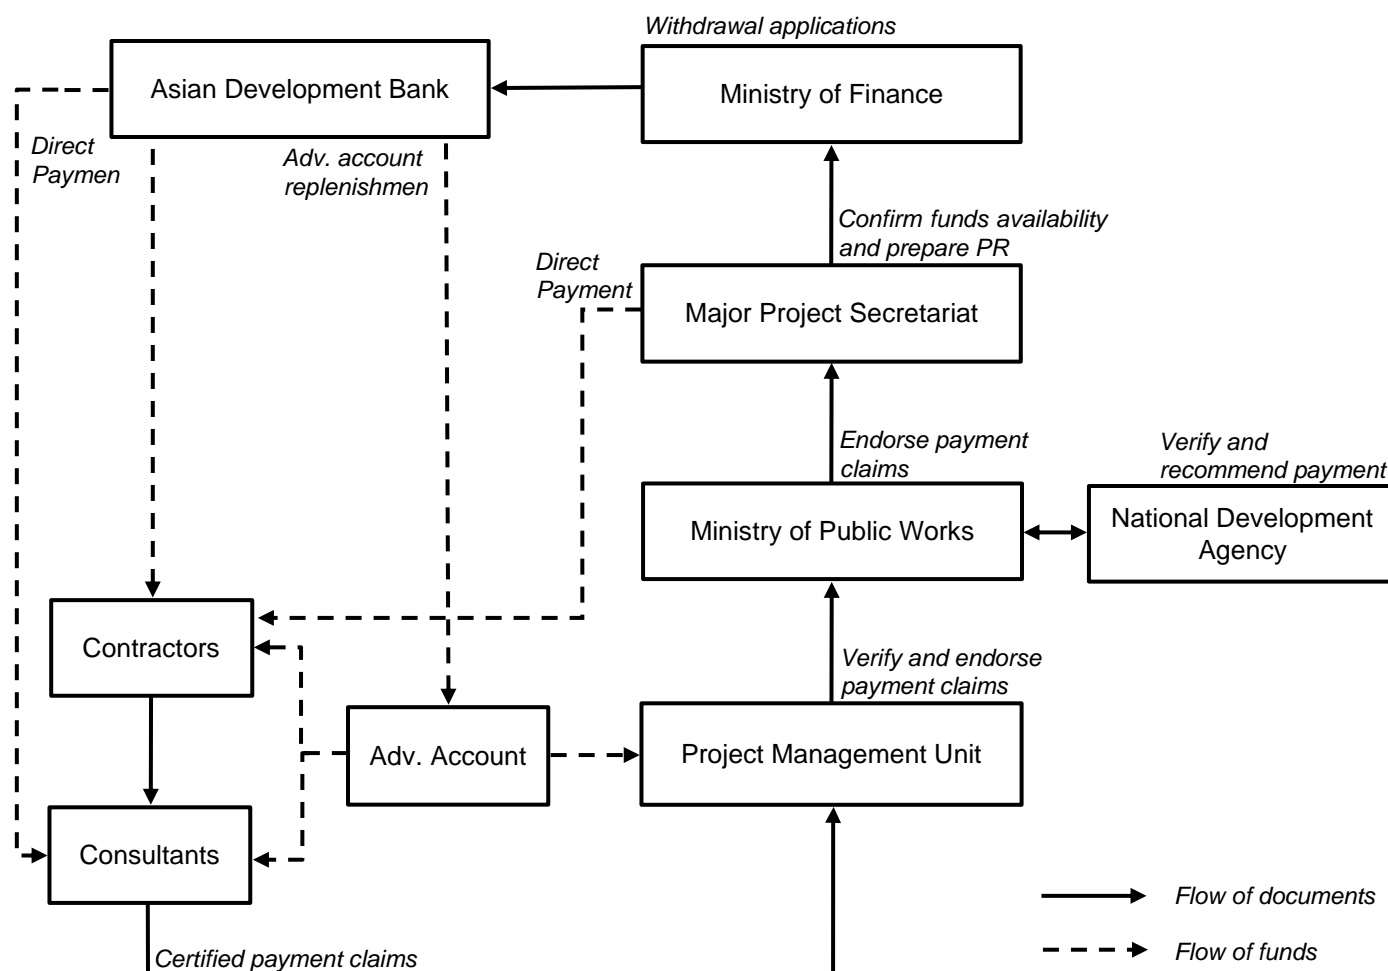 Withdrawal applications
Asian Development Bank
Ministry of Finance
Direct
Paymen
Adv. account
replenishmen
Confirm funds availability
and prepare PR
Direct
Payment
Major Project Secretariat
Endorse payment
claims
Verify and
recommend payment
Ministry of Public Works
National Development
Agency
Contractors
Verify and endorse
payment claims
Adv. Account
Project Management Unit
Consultants
Certified payment claims
Flow of documents
Flow of funds